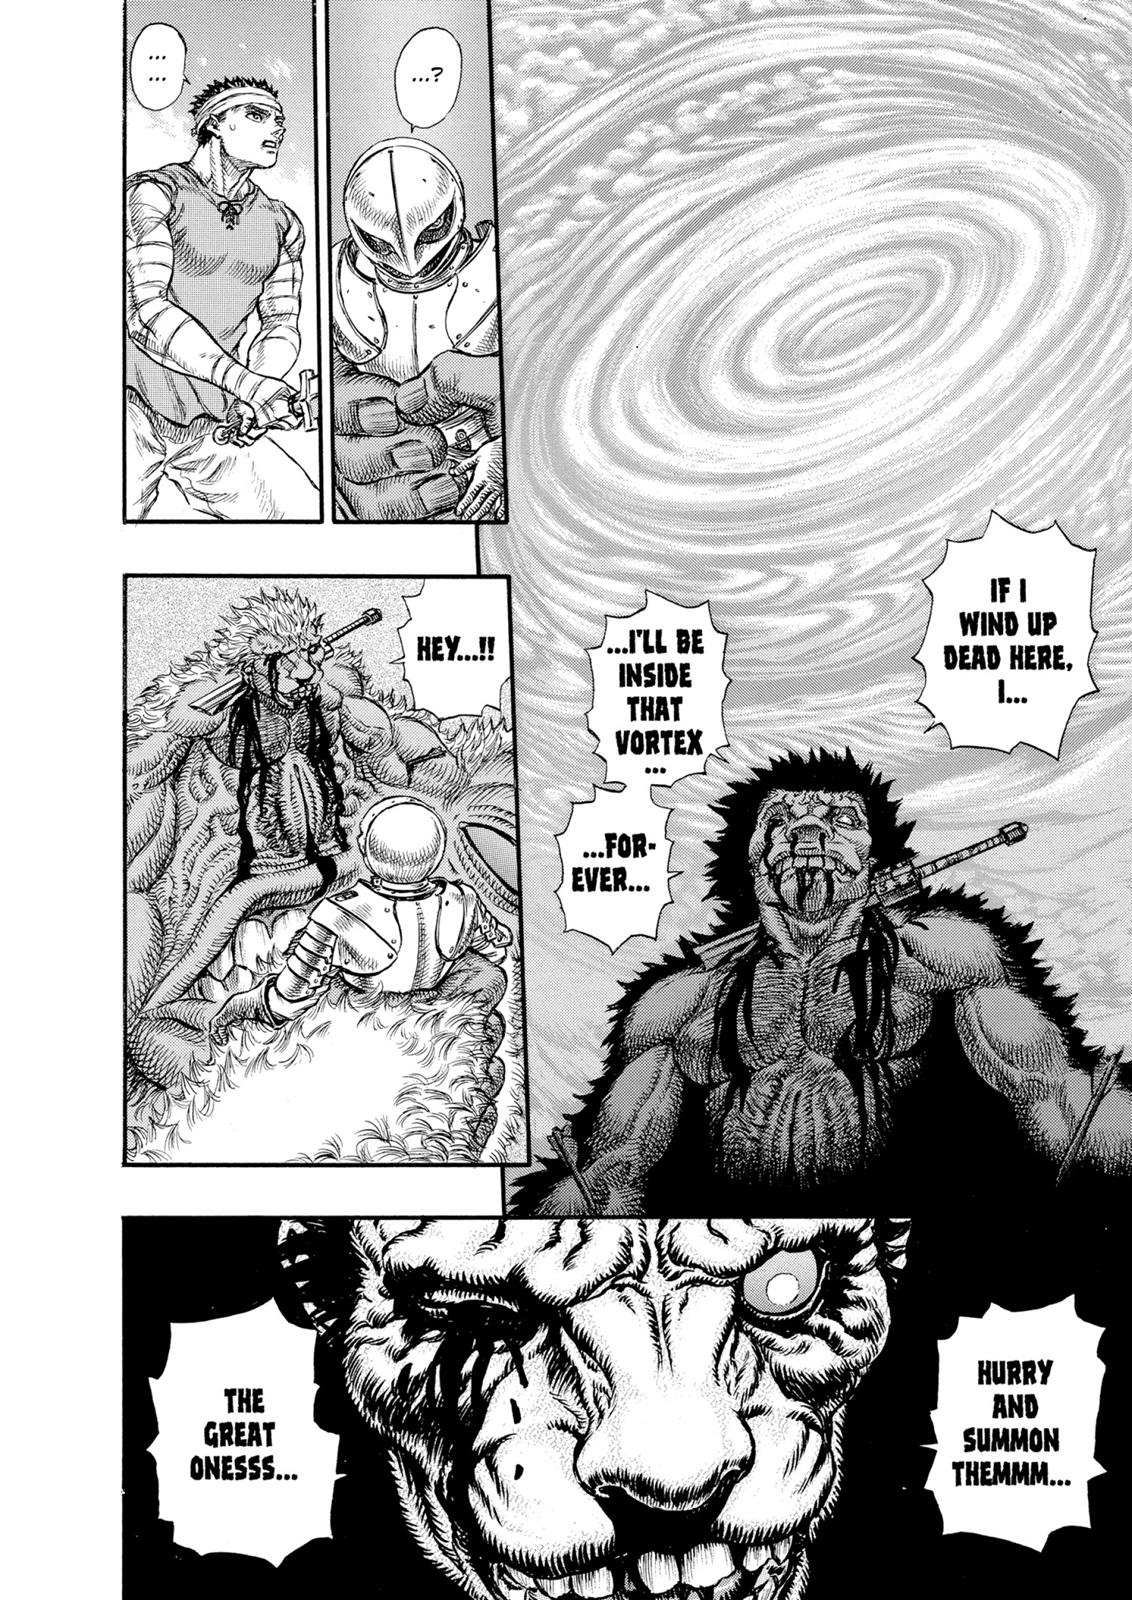 IF I
WIND UP
DEAD HERE,
I...
...I'LL BE
INSIDE
THAT
VORTEX
...
...FOR-
EVER...
...?
...
...
HEY...!!
HURRY
AND
SUMMON
THEMMM...
THE
GREAT
ONESSS...